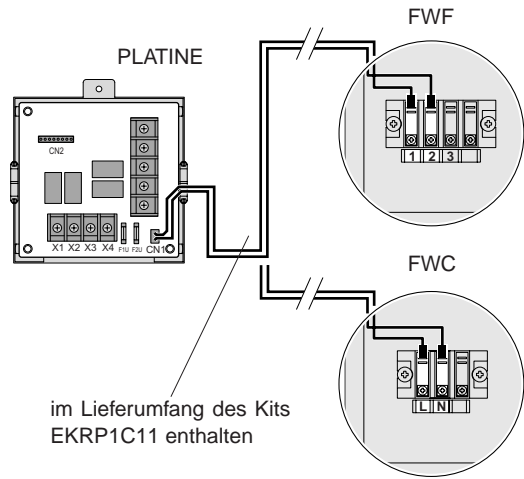 FWF
PLATINE
CN2
1 2 3
X1 X2 X3 X4 F1U F2U CN1
FWC
L N
im Lieferumfang des Kits
EKRP1C11 enthalten